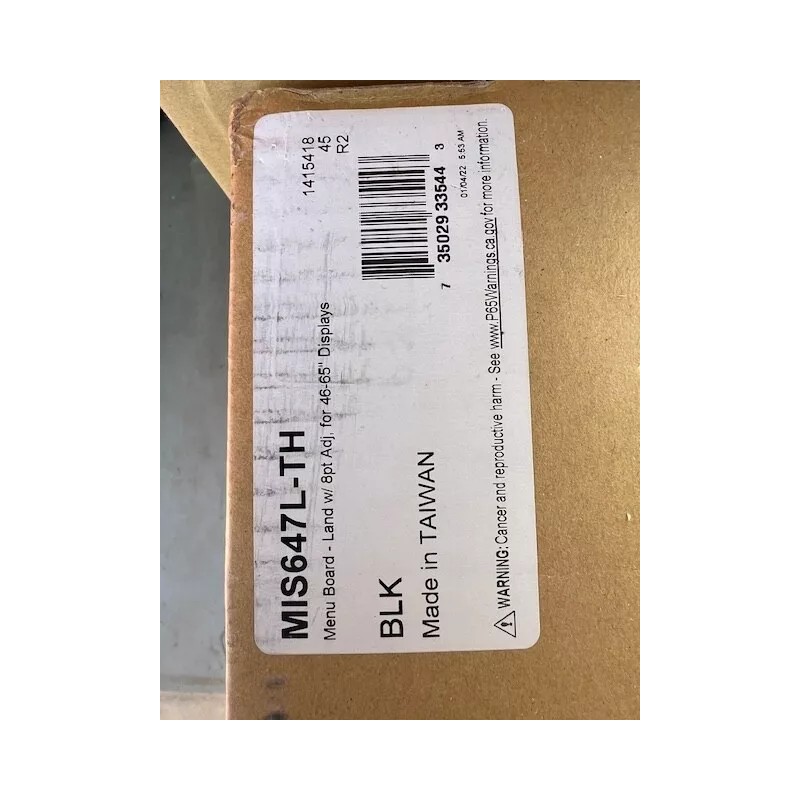 MIS647L-TH
Menu Board - Land w/ 8pt Adj, for 46-65" Displays
1415418
45
R2
BLK
Made in TAIWAN
7 35029 33544 3
01/04/22 5:53 AM
WARNING: Cancer and reproductive harm - See www.P65Warnings.ca.gov for more information.